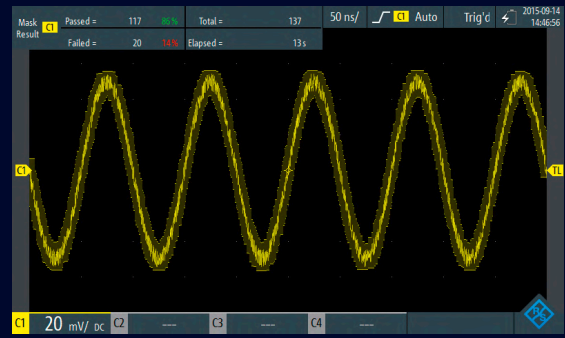 Mask Result C1 Passed = 117 86% Total = 137
Failed = 20 14% Elapsed = 13 s
50 ns/ C1 Auto Trig'd 2015-09-14
14:46:56
C1 TL
C1 20 mV/ DC C2 --- C3 --- C4 ---
R S